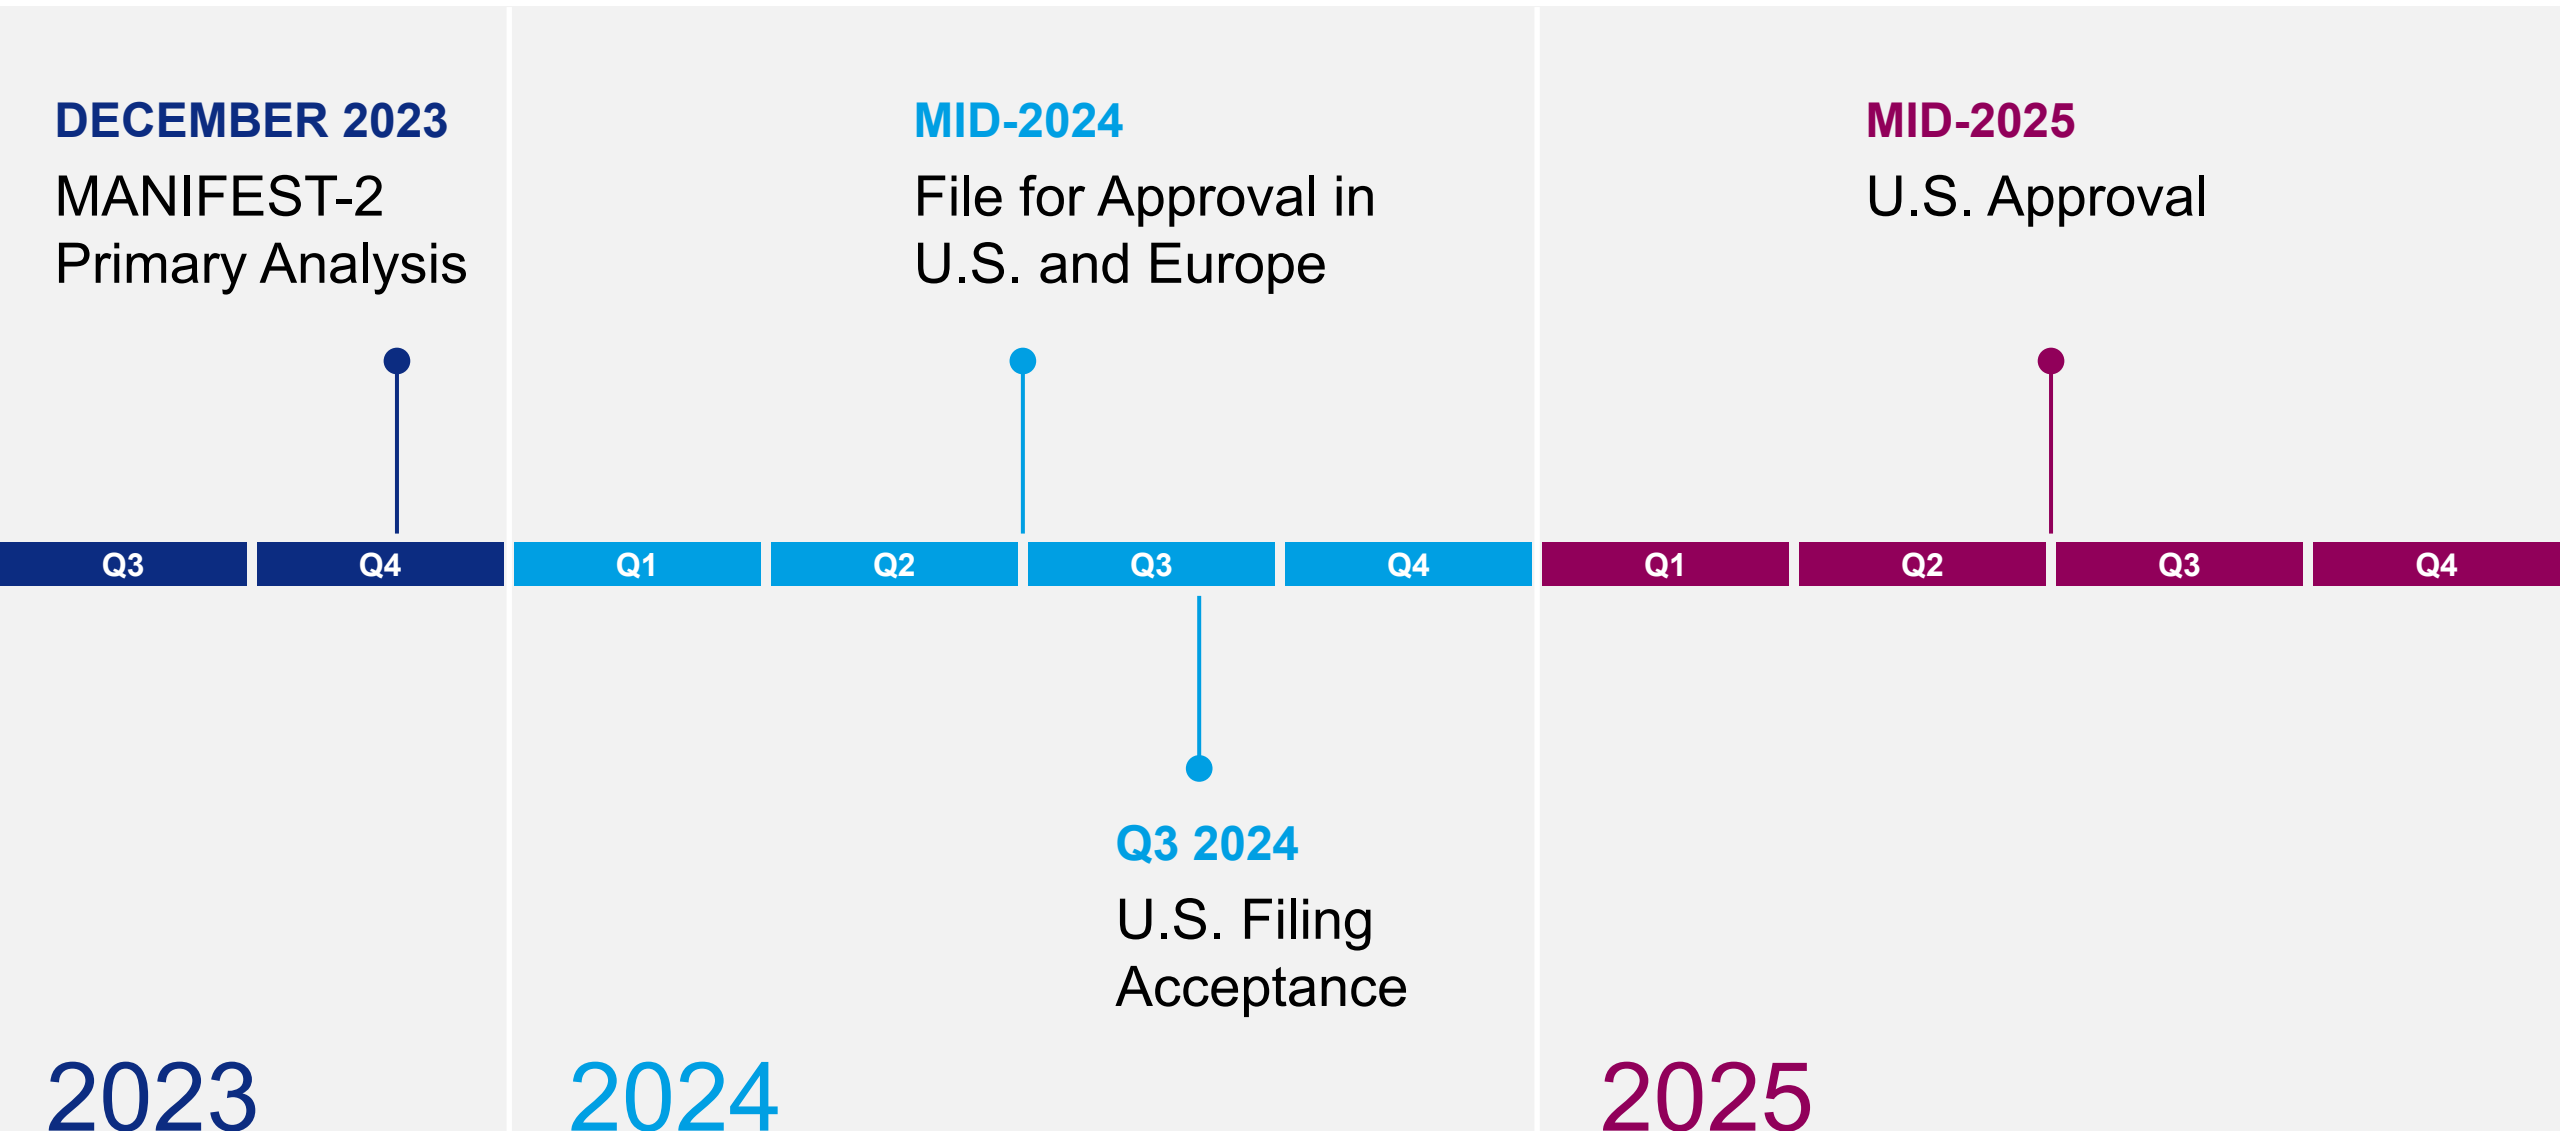 DECEMBER 2023
MANIFEST-2
Primary Analysis
MID-2024
File for Approval in
U.S. and Europe
MID-2025
U.S. Approval
Q3 Q4 Q1 Q2 Q3 Q4 Q1 Q2 Q3 Q4
Q3 2024
U.S. Filing
Acceptance
2023 2024 2025